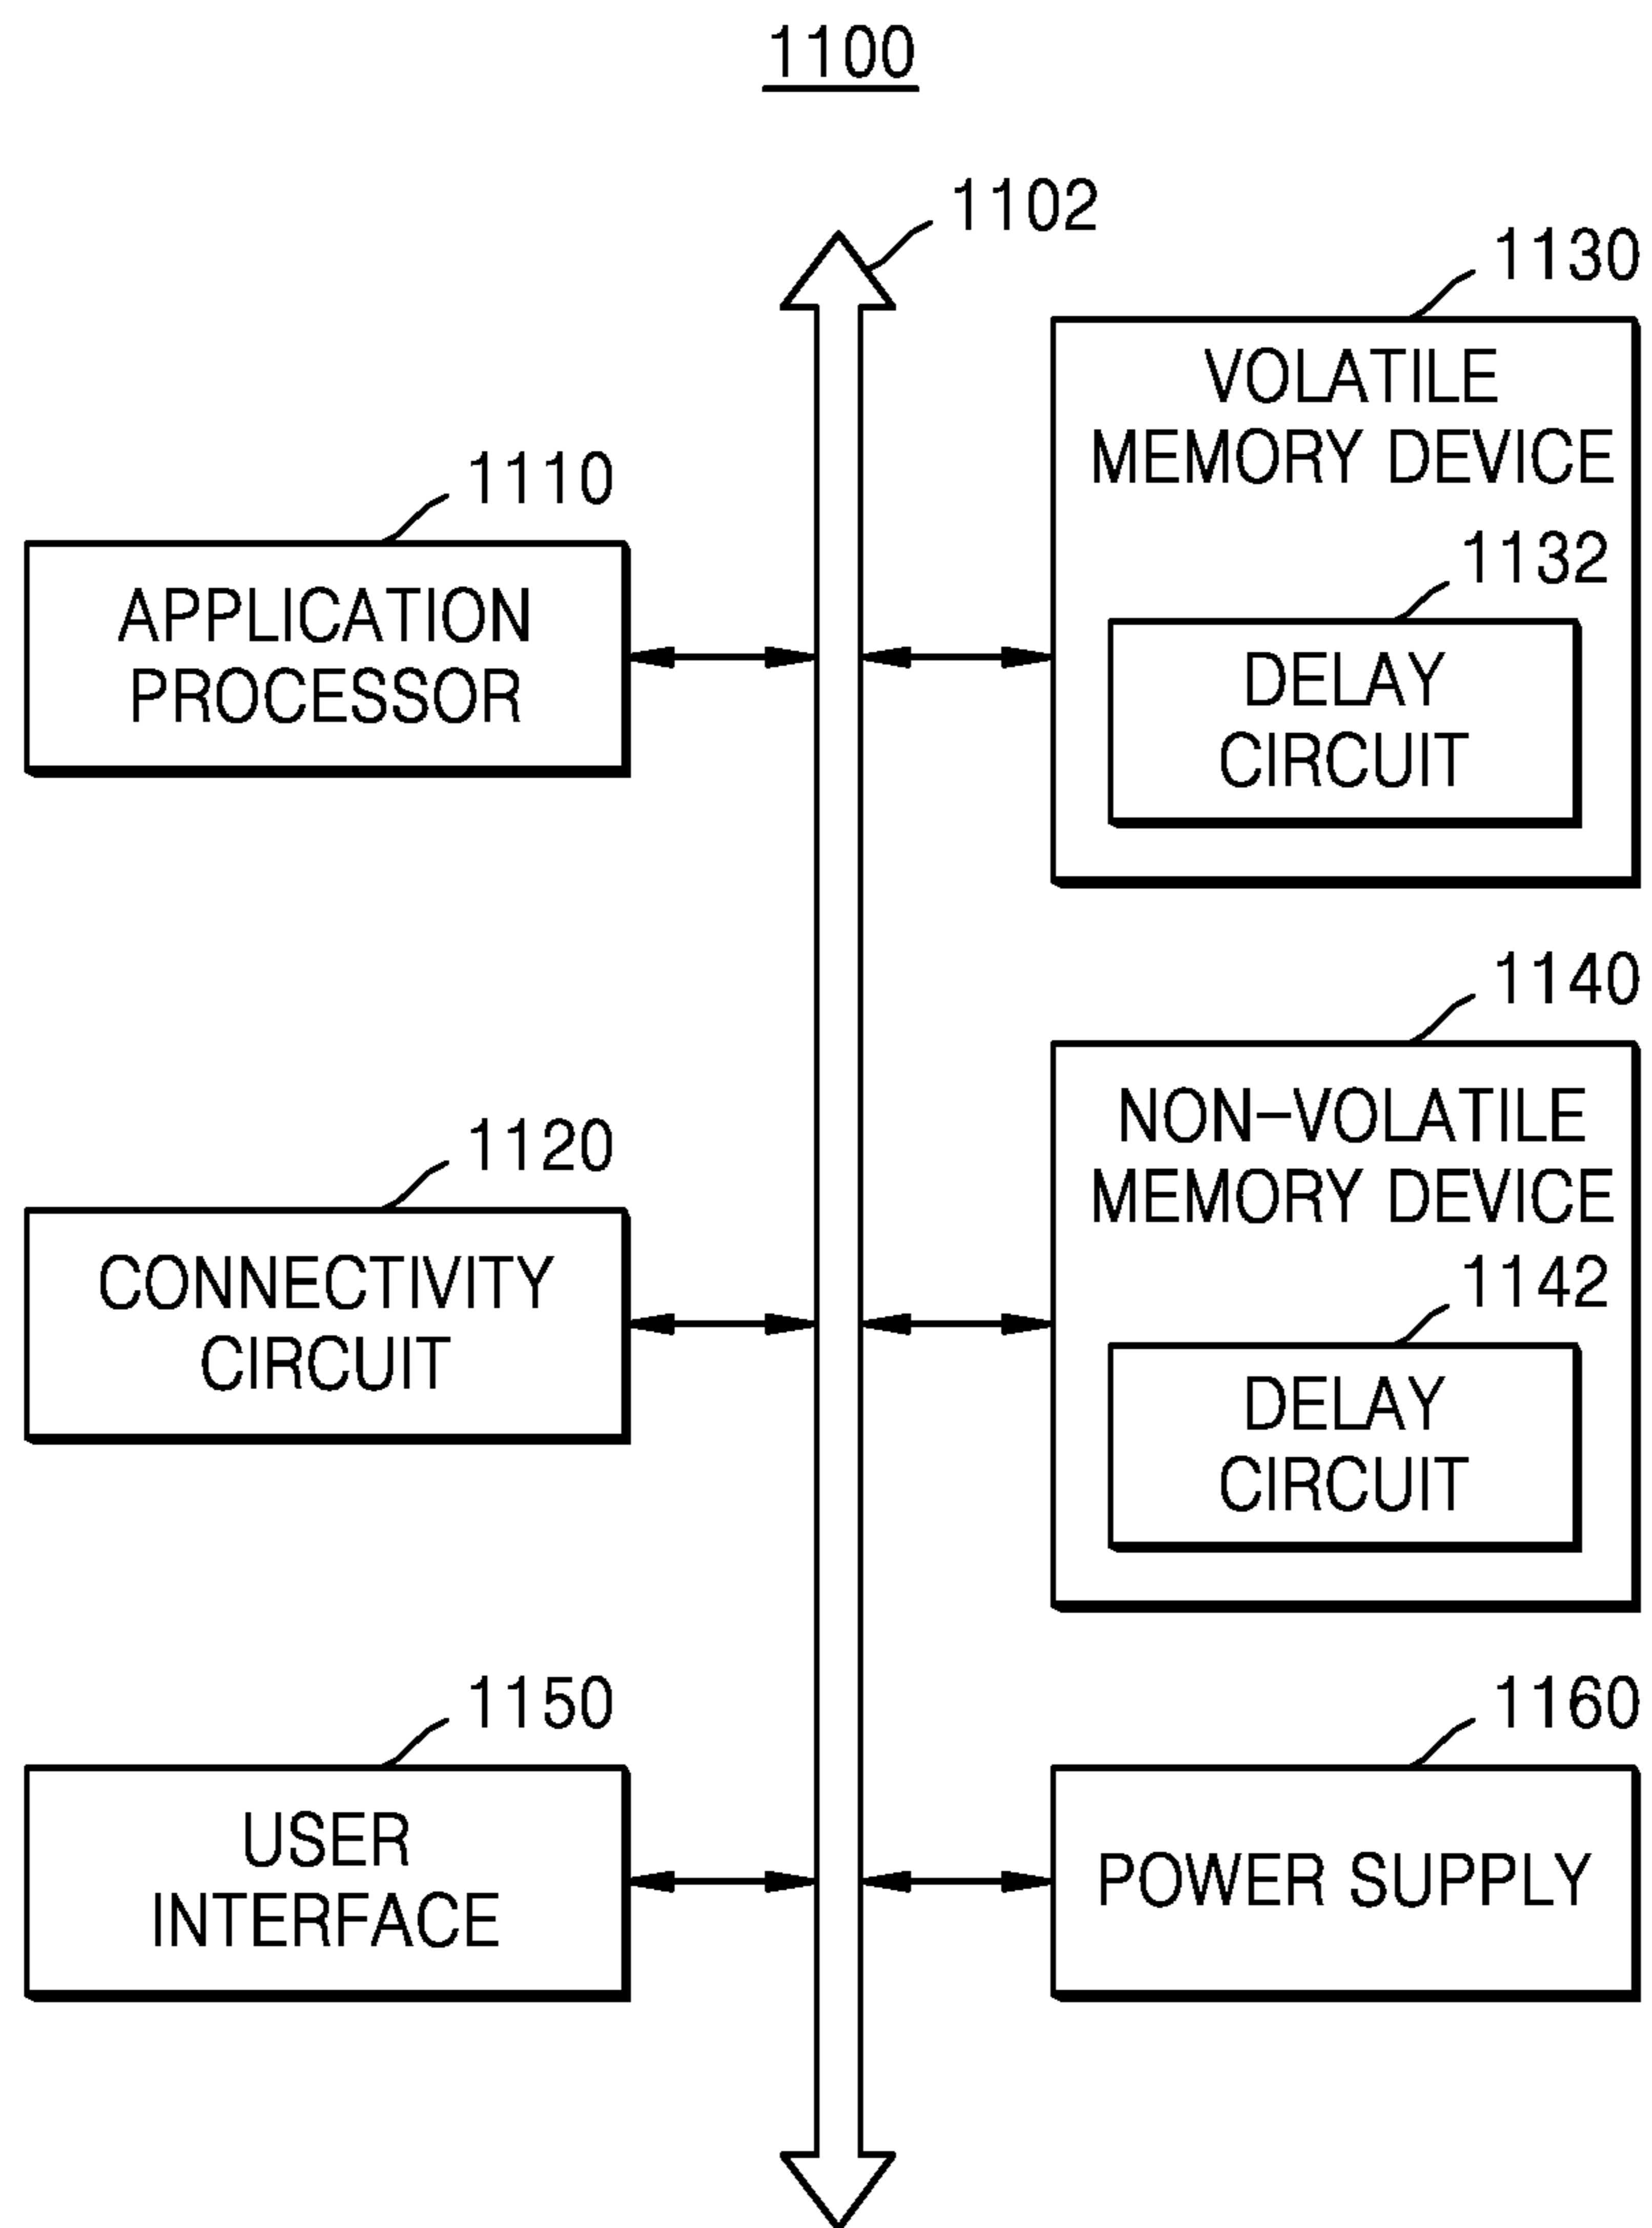 1100
1102
1130
VOLATILE
MEMORY DEVICE
1132
DELAY
CIRCUIT
1110
APPLICATION
PROCESSOR
1140
NON-VOLATILE
MEMORY DEVICE
1142
DELAY
CIRCUIT
1120
CONNECTIVITY
CIRCUIT
1150
USER
INTERFACE
1160
POWER SUPPLY